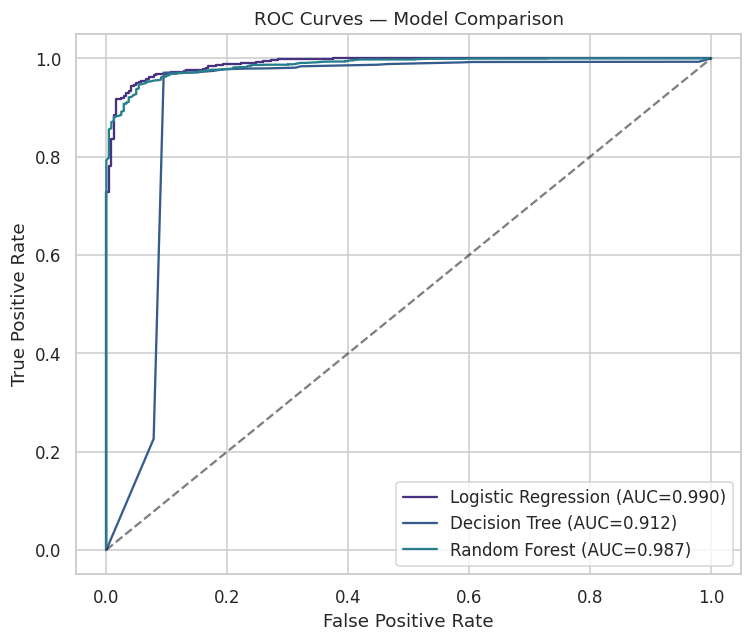 ROC Curves — Model Comparison
1.0
0.8
0.6
0.4
0.2
0.0
True Positive Rate
Logistic Regression (AUC=0.990)
Decision Tree (AUC=0.912)
Random Forest (AUC=0.987)
0.0 0.2 0.4 0.6 0.8 1.0
False Positive Rate